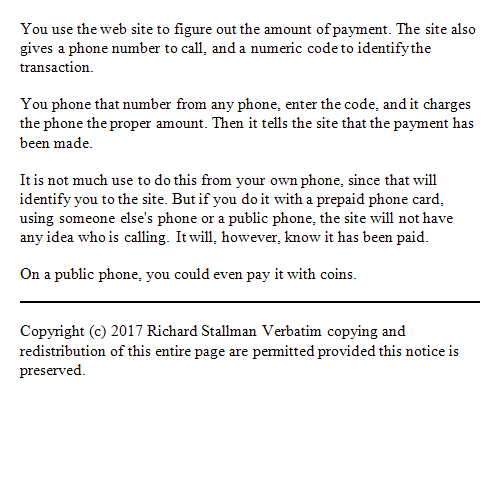 You use the web site to figure out the amount of payment. The site also
gives a phone number to call, and a numeric code to identify the
transaction.
You phone that number from any phone, enter the code, and it charges
the phone the proper amount. Then it tells the site that the payment has
been made.
It is not much use to do this from your own phone, since that will
identify you to the site. But if you do it with a prepaid phone card,
using someone else's phone or a public phone, the site will not have
any idea who is calling. It will, however, know it has been paid.
On a public phone, you could even pay it with coins.
Copyright (c) 2017 Richard Stallman Verbatim copying and
redistribution of this entire page are permitted provided this notice is
preserved.